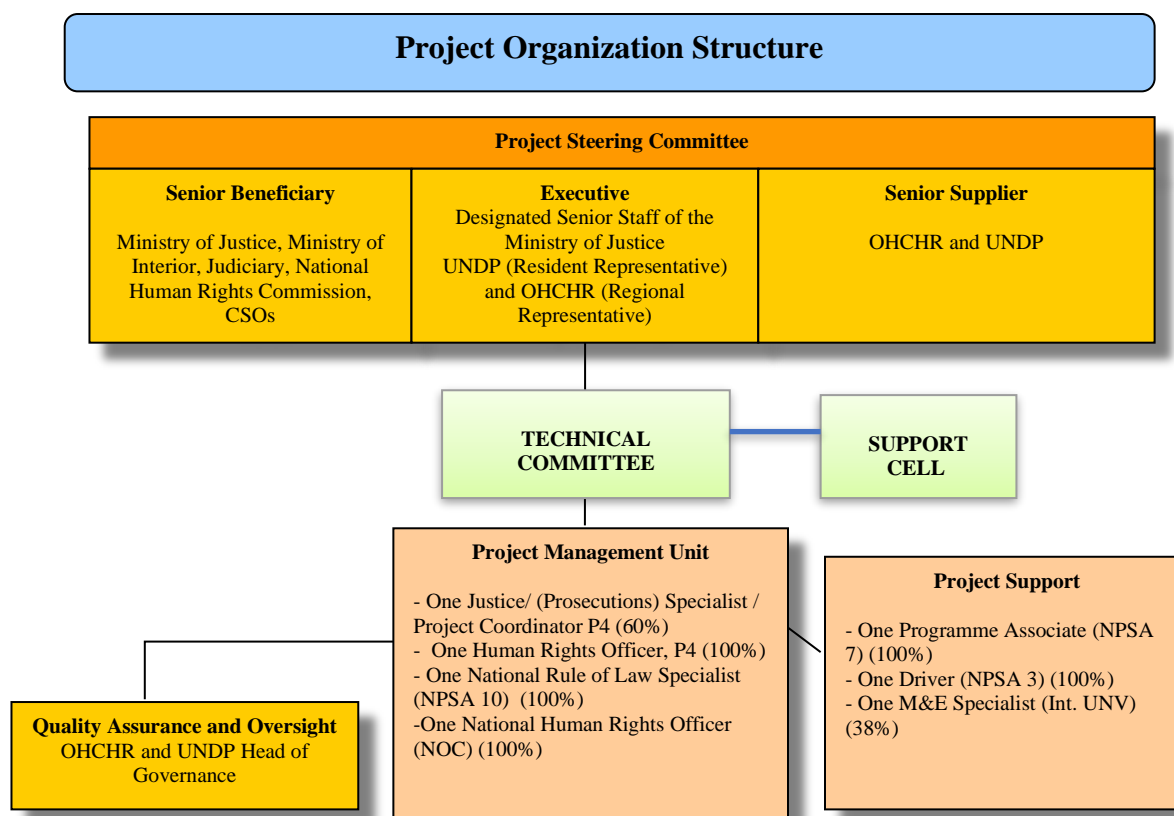 Project Organization Structure
Project Steering Committee
Senior Beneficiary
Ministry of Justice, Ministry of
Interior, Judiciary, National
Human Rights Commission,
CSOs
Executive
Designated Senior Staff of the
Ministry of Justice
UNDP (Resident Representative)
and OHCHR (Regional
Representative)
Senior Supplier
OHCHR and UNDP
TECHNICAL
COMMITTEE
SUPPORT
CELL
Project Management Unit
- One Justice/ (Prosecutions) Specialist /
Project Coordinator P4 (60%)
- One Human Rights Officer, P4 (100%)
- One National Rule of Law Specialist
(NPSA 10) (100%)
-One National Human Rights Officer
(NOC) (100%)
Project Support
- One Programme Associate (NPSA
7) (100%)
- One Driver (NPSA 3) (100%)
- One M&E Specialist (Int. UNV)
(38%)
Quality Assurance and Oversight
OHCHR and UNDP Head of
Governance